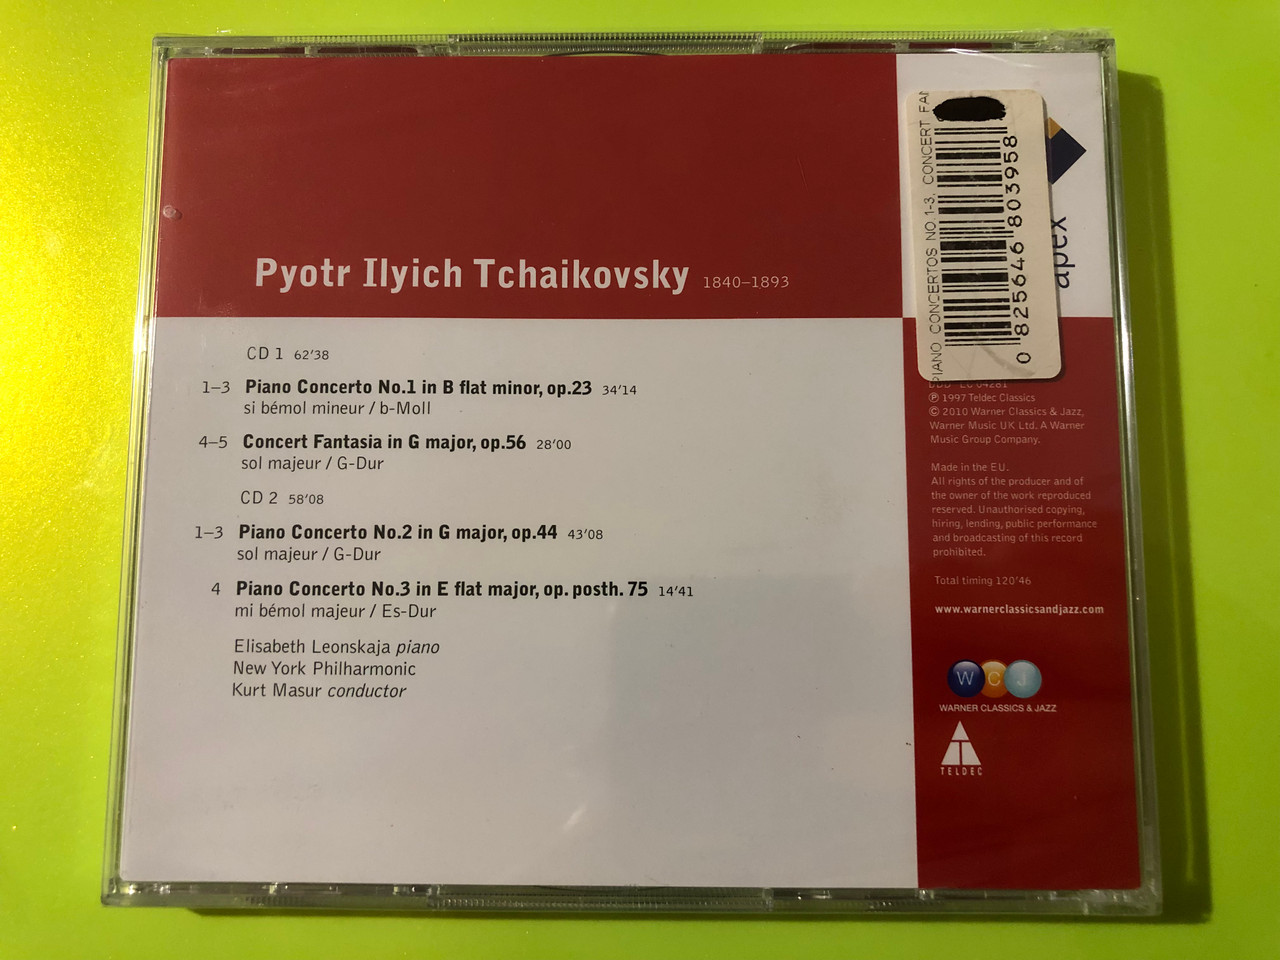 Pyotr Ilyich Tchaikovsky 1840–1893
CD 1 62’38
1–3 Piano Concerto No.1 in B flat minor, op.23 34’14
si bémol mineur / b-Moll
4–5 Concert Fantasia in G major, op.56 28’00
sol majeur / G-Dur
CD 2 58’08
1–3 Piano Concerto No.2 in G major, op.44 43’08
sol majeur / G-Dur
4 Piano Concerto No.3 in E flat major, op. posth. 75 14’41
mi bémol majeur / Es-Dur
Elisabeth Leonskaja piano
New York Philharmonic
Kurt Masur conductor
PIANO CONCERTOS NO.1-3, CONCERT FAN
0 825646 803958
apex
LC 04281
℗ 1997 Teldec Classics
© 2010 Warner Classics & Jazz,
Warner Music UK Ltd. A Warner
Music Group Company.
Made in the EU.
All rights of the producer and of
the owner of the work reproduced
reserved. Unauthorised copying,
hiring, lending, public performance
and broadcasting of this record
prohibited.
Total timing 120’46
www.warnerclassicsandjazz.com
W C J
WARNER CLASSICS & JAZZ
TELDEC